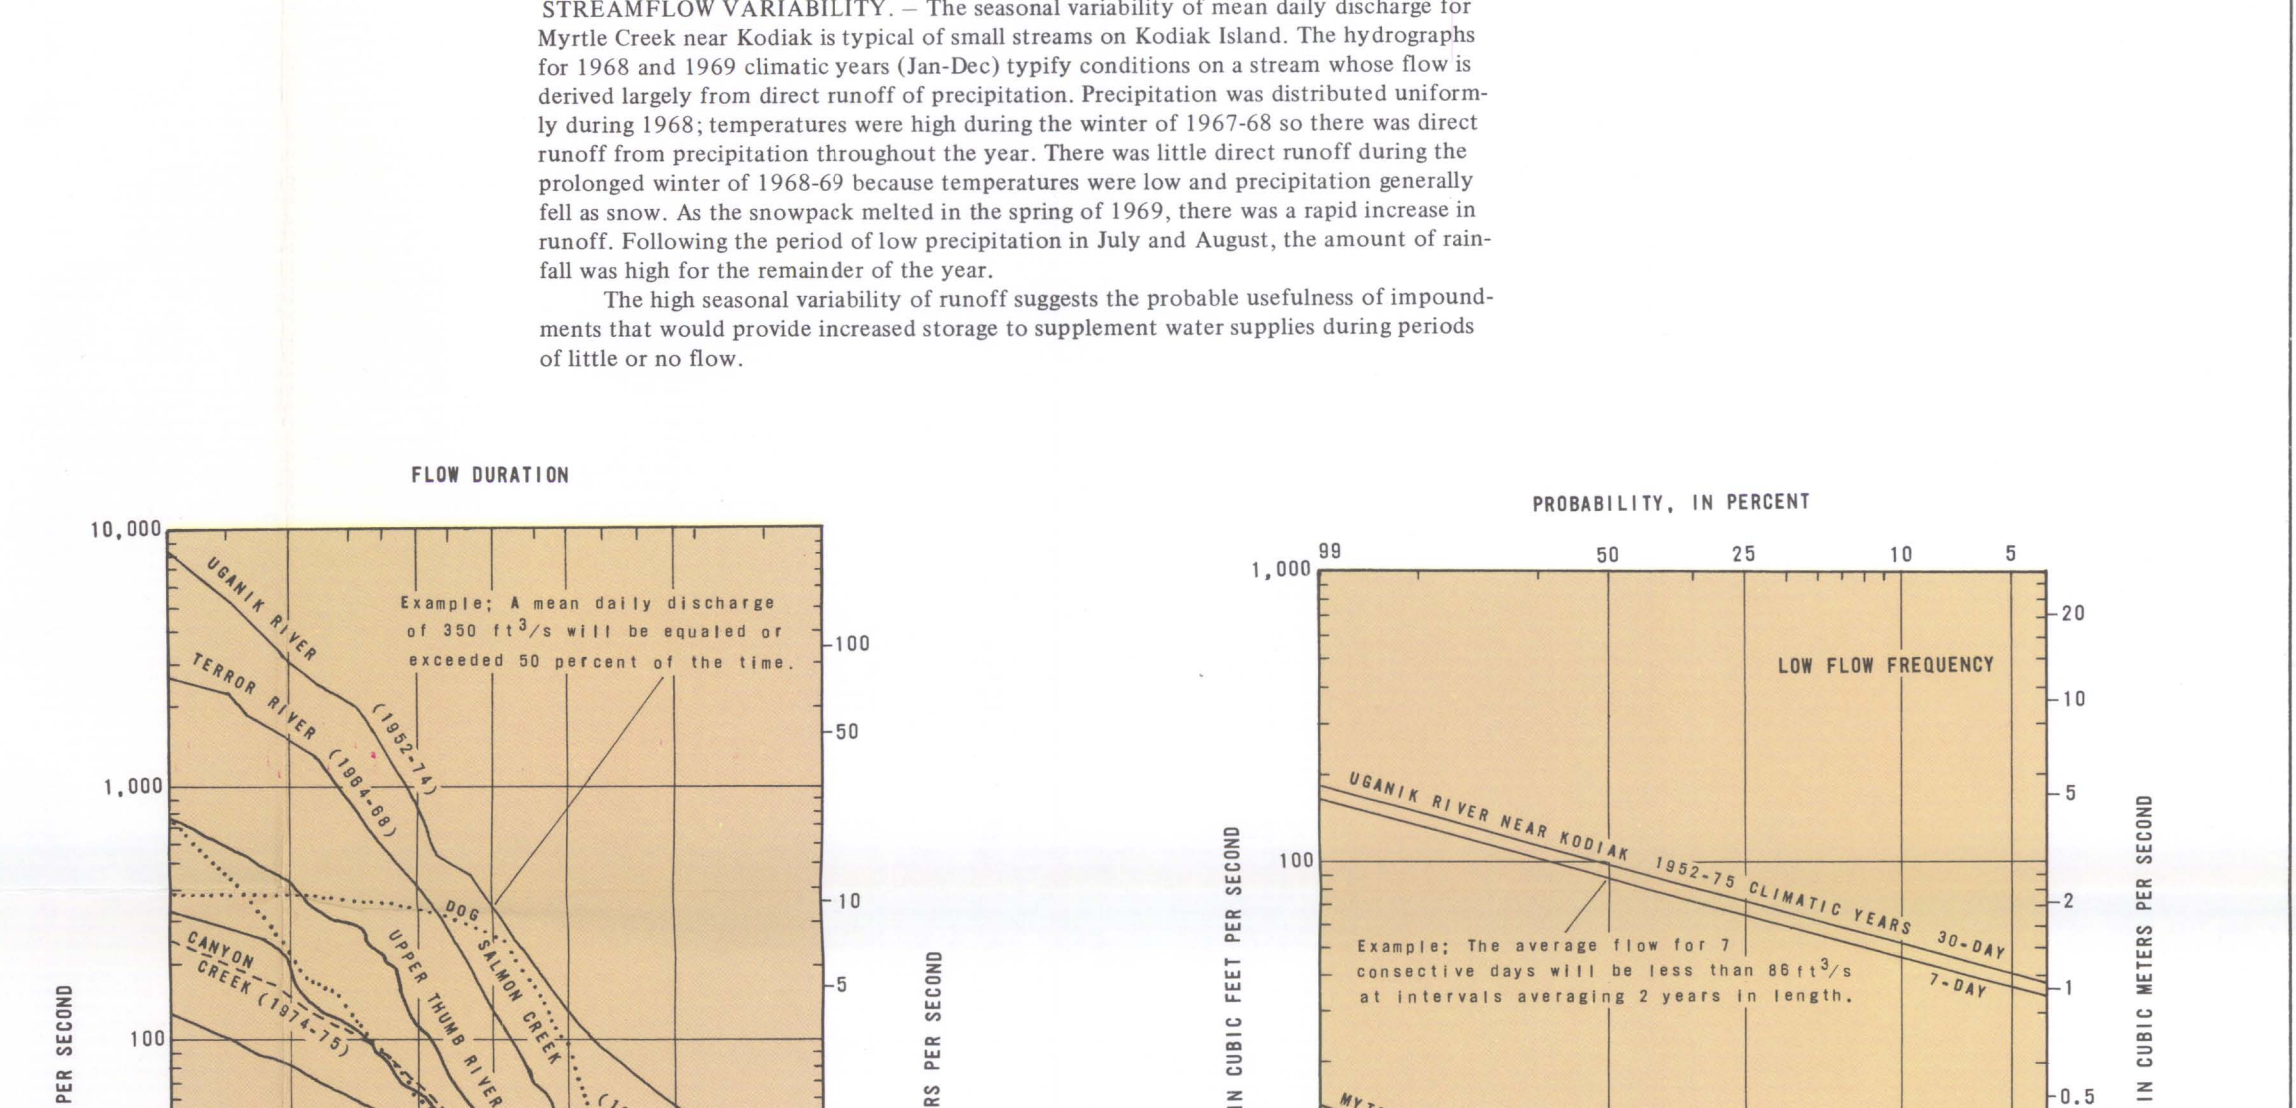 STREAMFLOW VARIABILITY. — The seasonal variability of mean daily discharge for
Myrtle Creek near Kodiak is typical of small streams on Kodiak Island. The hydrographs
for 1968 and 1969 climatic years (Jan-Dec) typify conditions on a stream whose flow is
derived largely from direct runoff of precipitation. Precipitation was distributed uniform-
ly during 1968; temperatures were high during the winter of 1967-68 so there was direct
runoff from precipitation throughout the year. There was little direct runoff during the
prolonged winter of 1968-69 because temperatures were low and precipitation generally
fell as snow. As the snowpack melted in the spring of 1969, there was a rapid increase in
runoff. Following the period of low precipitation in July and August, the amount of rain-
fall was high for the remainder of the year.
The high seasonal variability of runoff suggests the probable usefulness of impound-
ments that would provide increased storage to supplement water supplies during periods
of little or no flow.
FLOW DURATION
10,000
1,000
100
PER SECOND
UGANIK RIVER (1952-74)
TERROR RIVER (1964-68)
Example; A mean daily discharge
of 350 ft3/s will be equaled or
exceeded 50 percent of the time.
DOG SALMON CREEK
UPPER THUMB RIVER
CANYON
CREEK (1974-75)
100
50
10
5
RS PER SECOND
PROBABILITY, IN PERCENT
99 50 25 10 5
1,000
100
IN CUBIC FEET PER SECOND
LOW FLOW FREQUENCY
UGANIK RIVER NEAR KODIAK 1952-75 CLIMATIC YEARS 30-DAY
7-DAY
Example; The average flow for 7
consective days will be less than 86 ft3/s
at intervals averaging 2 years in length.
20
10
5
2
1
0.5
IN CUBIC METERS PER SECOND